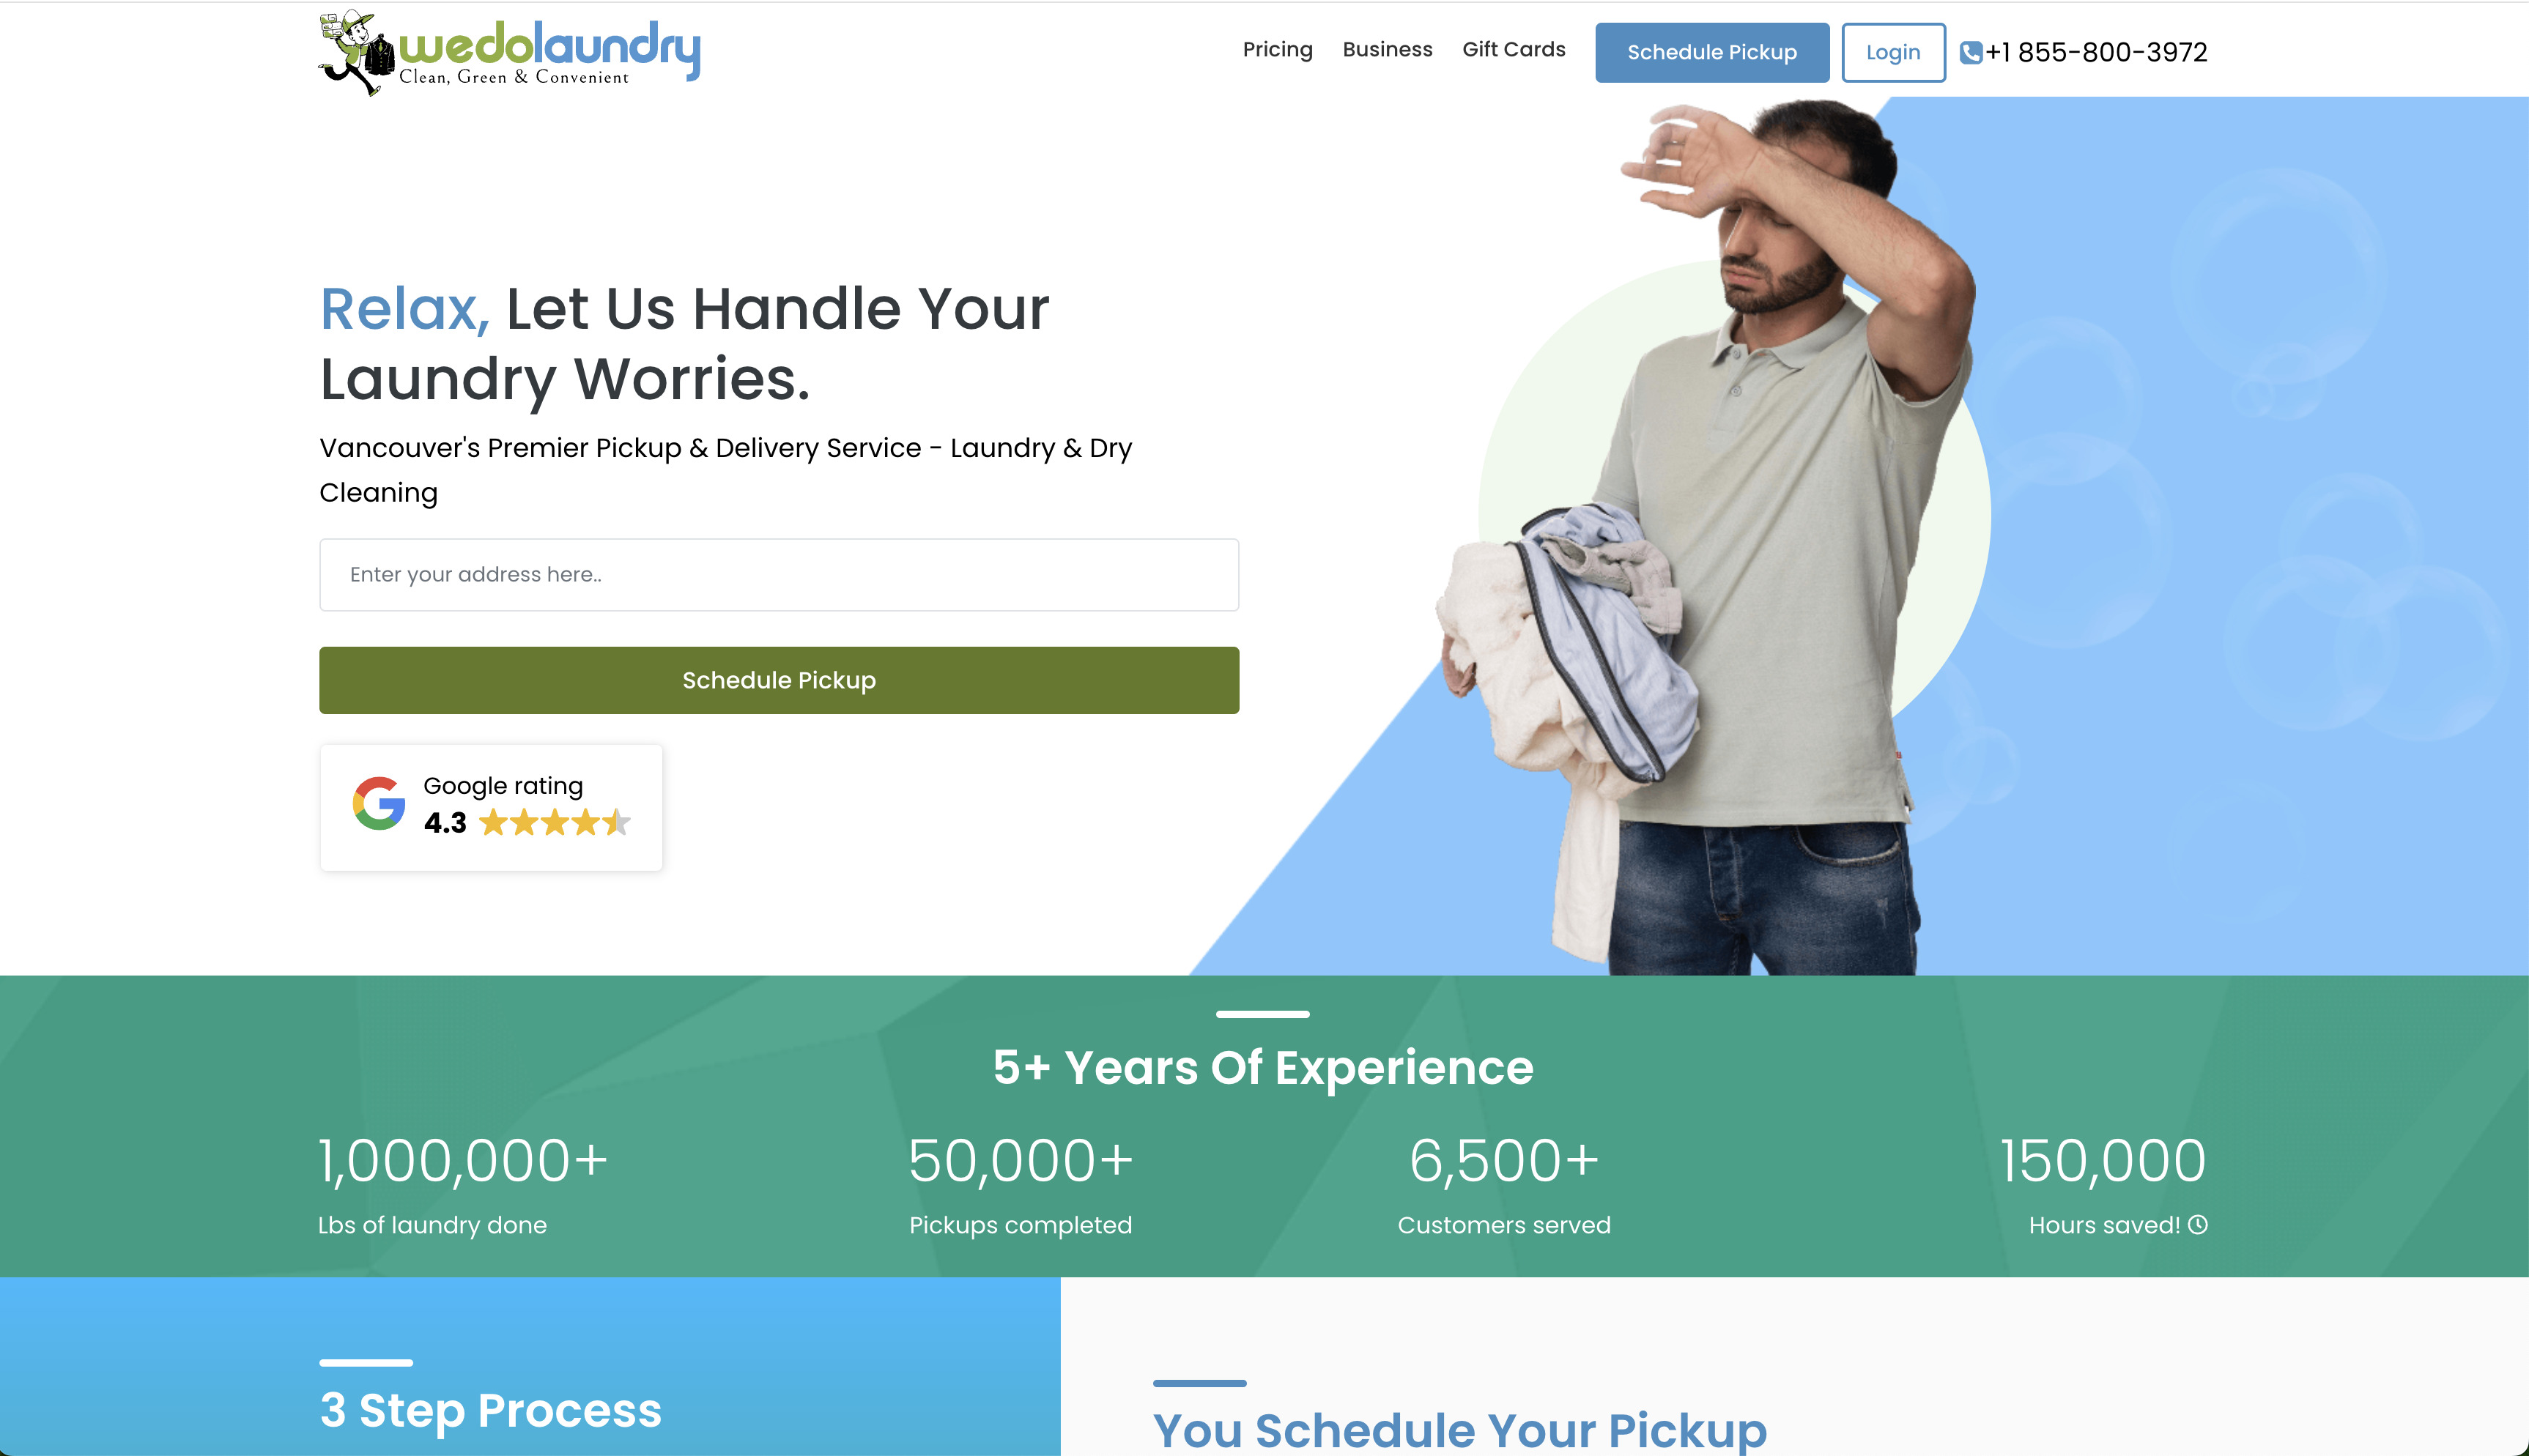 wedolaundry
Clean, Green & Convenient
Pricing
Business
Gift Cards
Schedule Pickup
Login
+1 855-800-3972
Relax, Let Us Handle Your
Laundry Worries.
Vancouver's Premier Pickup & Delivery Service - Laundry & Dry
Cleaning
Enter your address here..
Schedule Pickup
Google rating
4.3
5+ Years Of Experience
1,000,000+
Lbs of laundry done
50,000+
Pickups completed
6,500+
Customers served
150,000
Hours saved!
3 Step Process
You Schedule Your Pickup